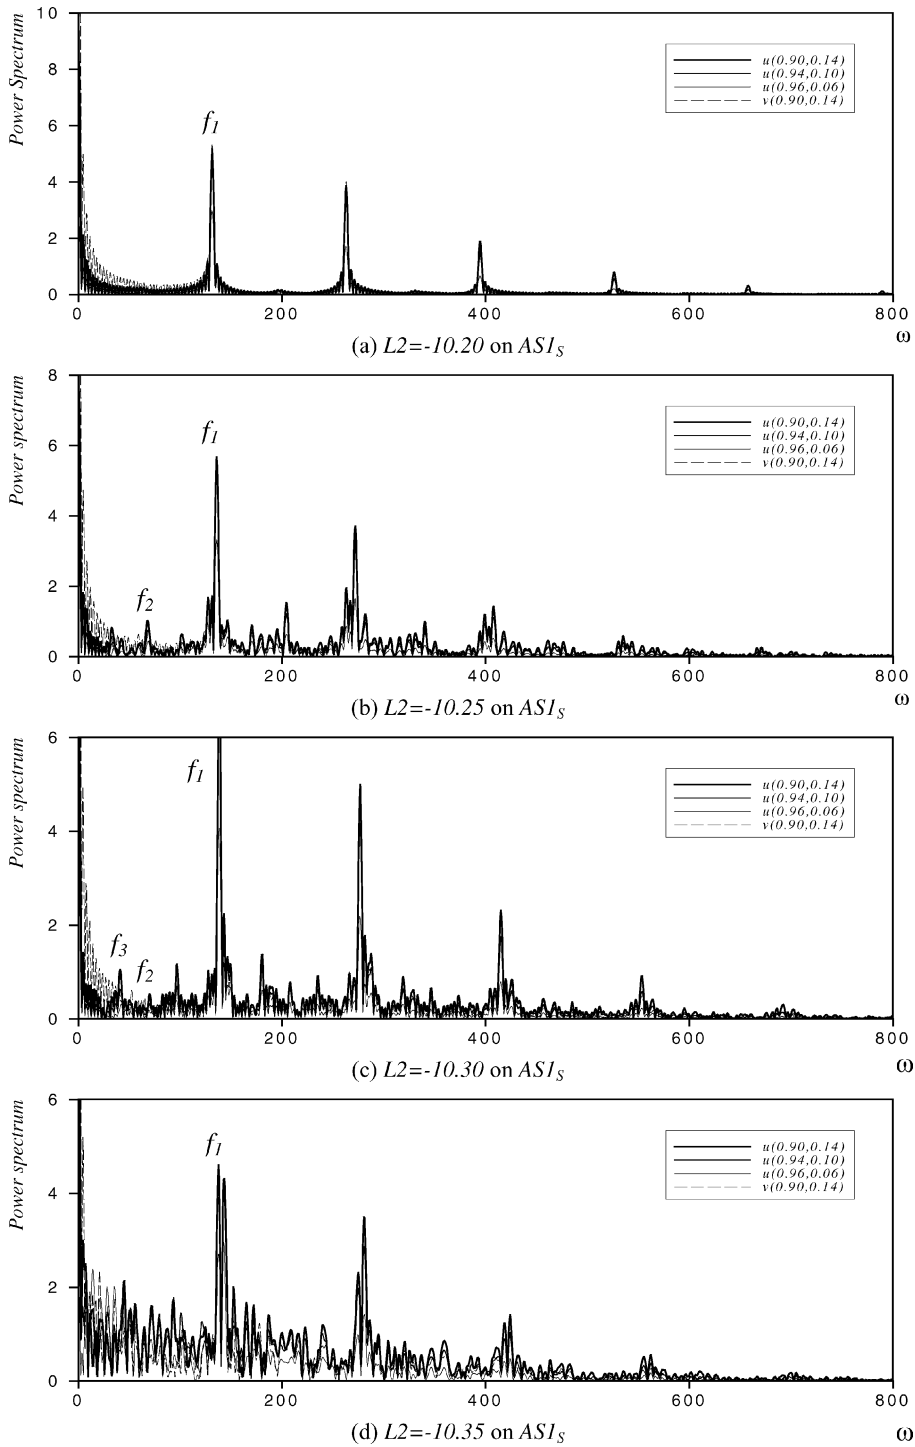 Power Spectrum
10
8
6
4
2
0
f1
u(0.90,0.14)
u(0.94,0.10)
u(0.96,0.06)
v(0.90,0.14)
0 200 400 600 800
ω
(a) L2=-10.20 on AS1S
Power spectrum
8
6
4
2
0
f1
f2
u(0.90,0.14)
u(0.94,0.10)
u(0.96,0.06)
v(0.90,0.14)
0 200 400 600 800
ω
(b) L2=-10.25 on AS1S
Power spectrum
6
4
2
0
f1
f3
f2
u(0.90,0.14)
u(0.94,0.10)
u(0.96,0.06)
v(0.90,0.14)
0 200 400 600 800
ω
(c) L2=-10.30 on AS1S
Power spectrum
6
4
2
0
f1
u(0.90,0.14)
u(0.94,0.10)
u(0.96,0.06)
v(0.90,0.14)
0 200 400 600 800
ω
(d) L2=-10.35 on AS1S